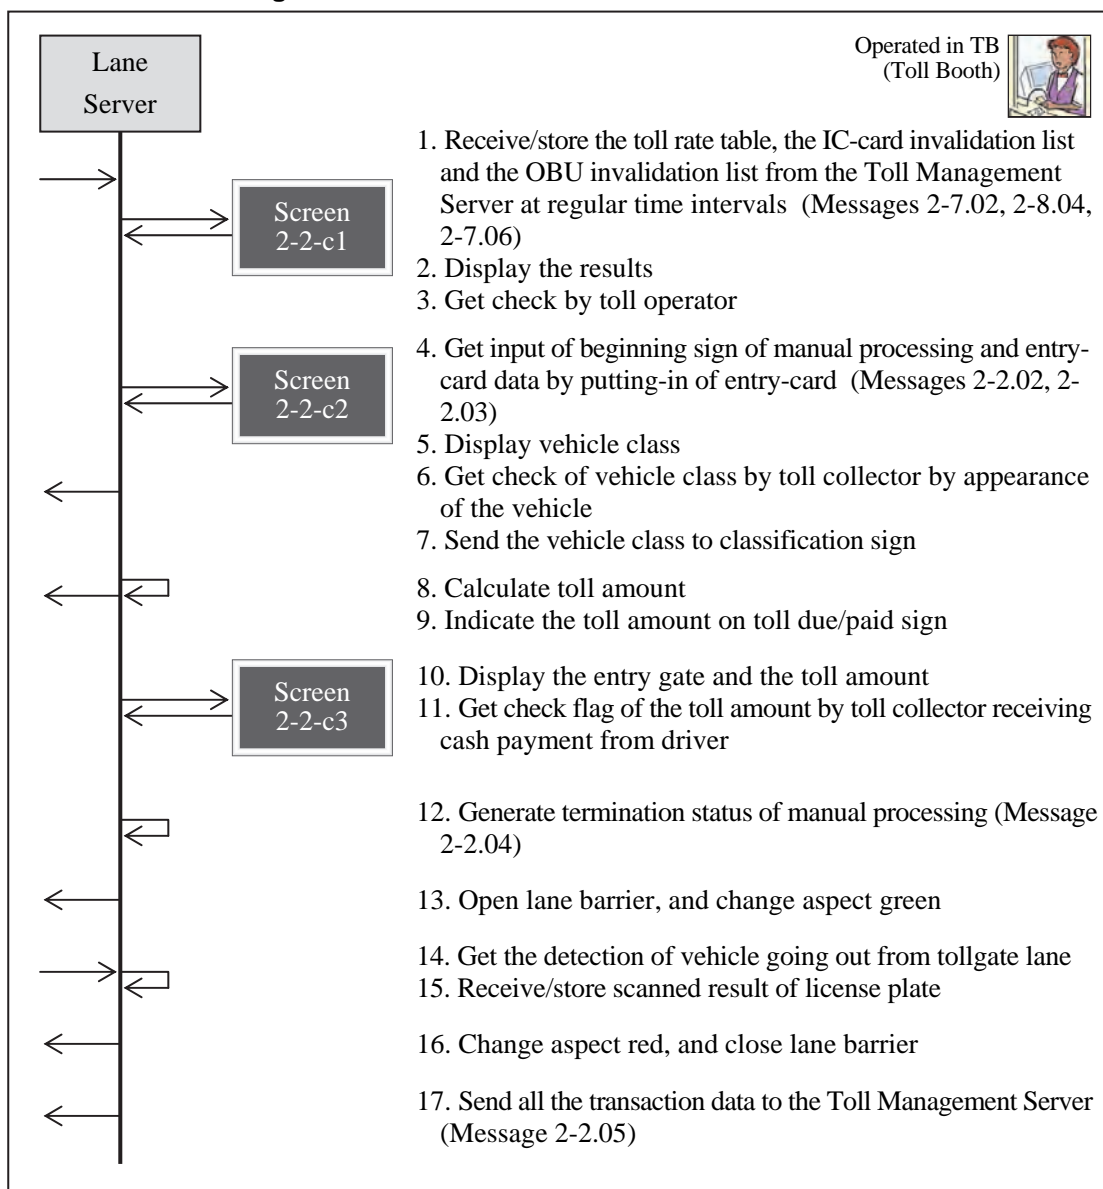 Lane
Server
Operated in TB
(Toll Booth)
1. Receive/store the toll rate table, the IC-card invalidation list
and the OBU invalidation list from the Toll Management
Server at regular time intervals (Messages 2-7.02, 2-8.04,
2-7.06)
2. Display the results
3. Get check by toll operator
Screen
2-2-c1
4. Get input of beginning sign of manual processing and entry-
card data by putting-in of entry-card (Messages 2-2.02, 2-
2.03)
5. Display vehicle class
6. Get check of vehicle class by toll collector by appearance
of the vehicle
7. Send the vehicle class to classification sign
Screen
2-2-c2
8. Calculate toll amount
9. Indicate the toll amount on toll due/paid sign
Screen
2-2-c3
10. Display the entry gate and the toll amount
11. Get check flag of the toll amount by toll collector receiving
cash payment from driver
12. Generate termination status of manual processing (Message
2-2.04)
13. Open lane barrier, and change aspect green
14. Get the detection of vehicle going out from tollgate lane
15. Receive/store scanned result of license plate
16. Change aspect red, and close lane barrier
17. Send all the transaction data to the Toll Management Server
(Message 2-2.05)